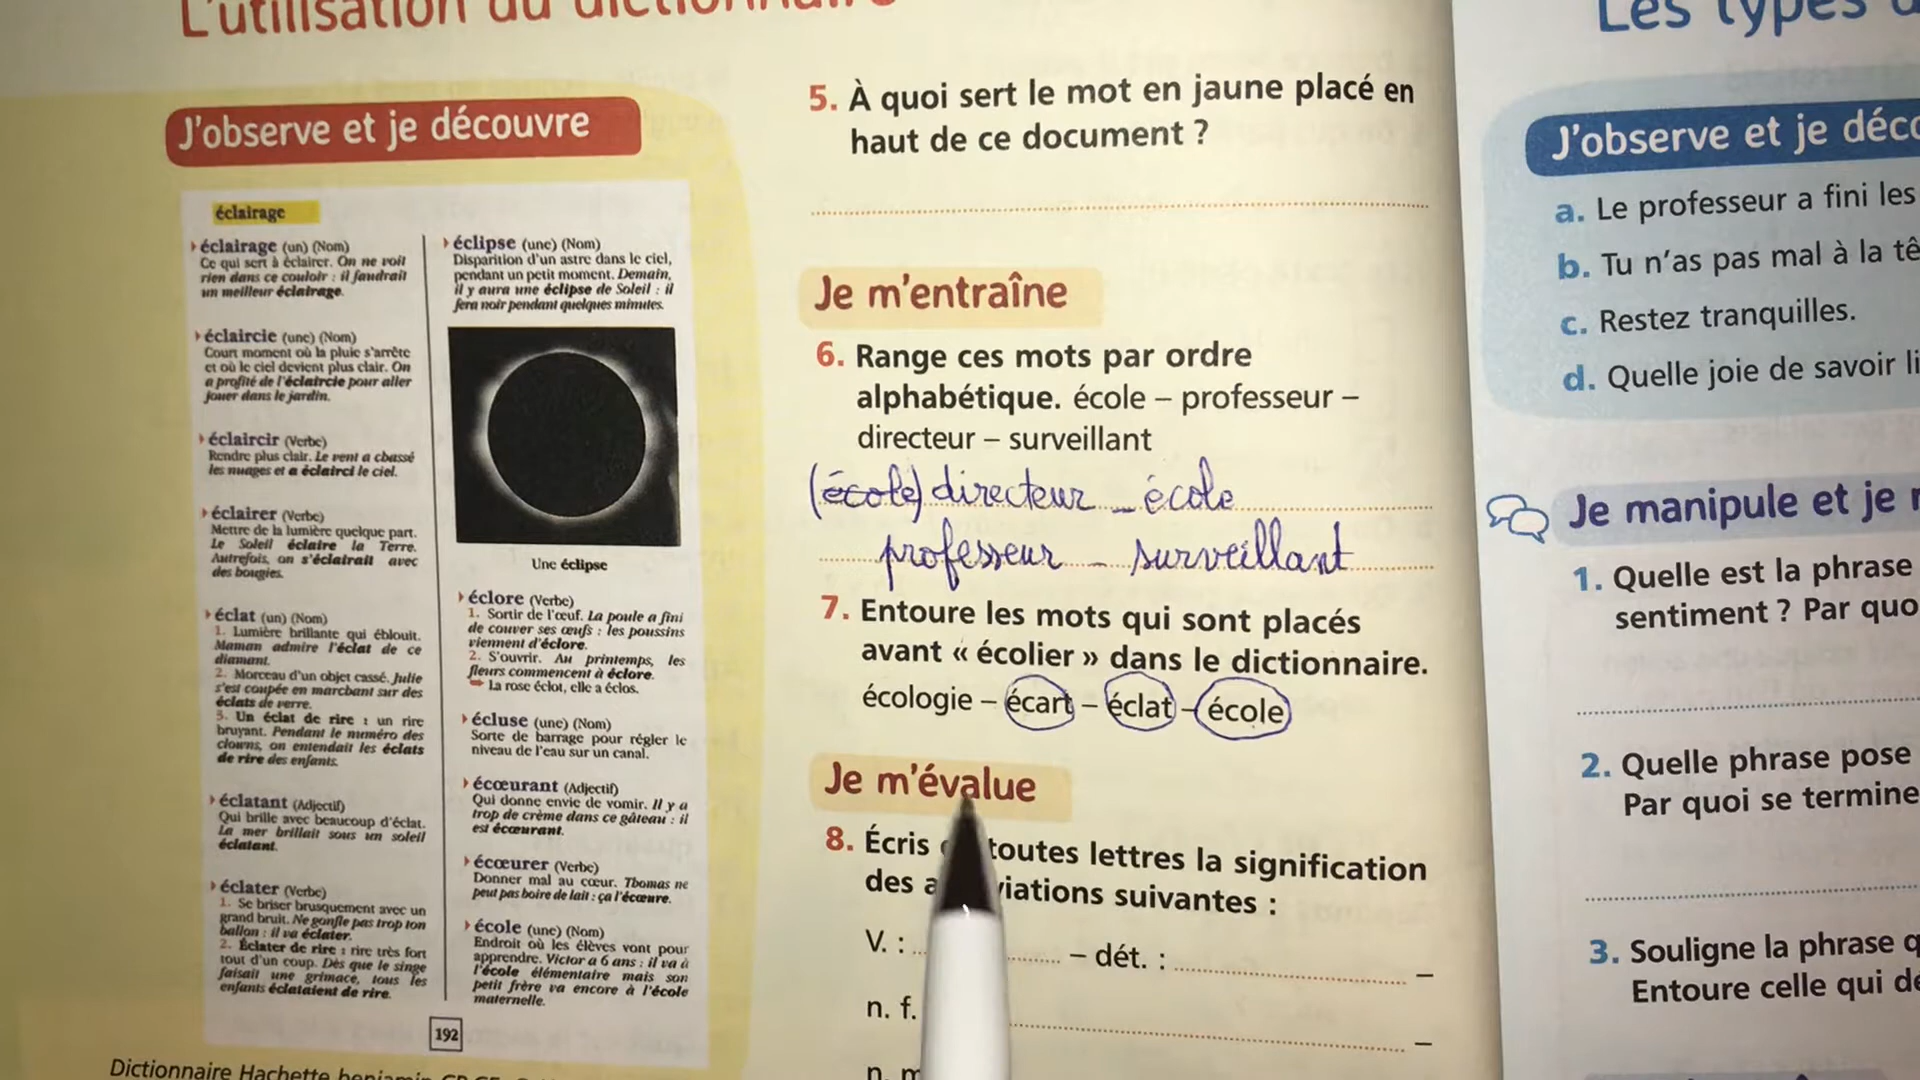 L'utilisation du dictionnaire
J'observe et je découvre
éclairage
éclairage (un) (Nom)
Ce qui sert à éclairer. On ne voit
rien dans ce couloir : il faudrait
un meilleur éclairage.
éclaircie (une) (Nom)
Court moment où la pluie s'arrête
et où le ciel devient plus clair. On
a profité de l'éclaircie pour aller
jouer dans le jardin.
éclaircir (Verbe)
Rendre plus clair. Le vent a chassé
les nuages et a éclairci le ciel.
éclairer (Verbe)
Mettre de la lumière quelque part.
Le Soleil éclaire la Terre.
Autrefois, on s'éclairait avec
des bougies.
éclat (un) (Nom)
1. Lumière brillante qui éblouit.
Maman admire l'éclat de ce
diamant.
2. Morceau d'un objet cassé. Julie
s'est coupée en marchant sur des
éclats de verre.
3. Un éclat de rire : un rire
bruyant. Pendant le numéro des
clowns, on entendait les éclats
de rire des enfants.
éclatant (Adjectif)
Qui brille avec beaucoup d'éclat.
La mer brillait sous un soleil
éclatant.
éclater (Verbe)
1. Se briser brusquement avec un
grand bruit. Ne gonfle pas trop ton
ballon : il va éclater.
2. Éclater de rire : rire très fort
tout d'un coup. Dès que le singe
faisait une grimace, tous les
enfants éclataient de rire.
éclipse (une) (Nom)
Disparition d'un astre dans le ciel,
pendant un petit moment. Demain,
il y aura une éclipse de Soleil : il
fera noir pendant quelques minutes.
Une éclipse
éclore (Verbe)
1. Sortir de l'œuf. La poule a fini
de couver ses œufs : les poussins
viennent d'éclore.
2. S'ouvrir. Au printemps, les
fleurs commencent à éclore.
La rose éclot, elle a éclos.
écluse (une) (Nom)
Sorte de barrage pour régler le
niveau de l'eau sur un canal.
écœurant (Adjectif)
Qui donne envie de vomir. Il y a
trop de crème dans ce gâteau : il
est écœurant.
écœurer (Verbe)
Donner mal au cœur. Thomas ne
peut pas boire de lait : ça l'écœure.
école (une) (Nom)
Endroit où les élèves vont pour
apprendre. Victor a 6 ans : il va à
l'école élémentaire mais son
petit frère va encore à l'école
maternelle.
192
Dictionnaire Hachette benjamin
5. À quoi sert le mot en jaune placé en
haut de ce document ?
Je m'entraîne
6. Range ces mots par ordre
alphabétique. école – professeur –
directeur – surveillant
(école) directeur – école
professeur – surveillant
7. Entoure les mots qui sont placés
avant « écolier » dans le dictionnaire.
écologie – écart – éclat – école
Je m'évalue
8. Écris toutes lettres la signification
des suivantes :
V. : – dét. : –
n. f. –
Les types
J'observe et je déco
a. Le professeur a fini les
b. Tu n'as pas mal à la tê
c. Restez tranquilles.
d. Quelle joie de savoir li
Je manipule et je r
1. Quelle est la phrase
sentiment ? Par quo
2. Quelle phrase pose
Par quoi se termine
3. Souligne la phrase q
Entoure celle qui de